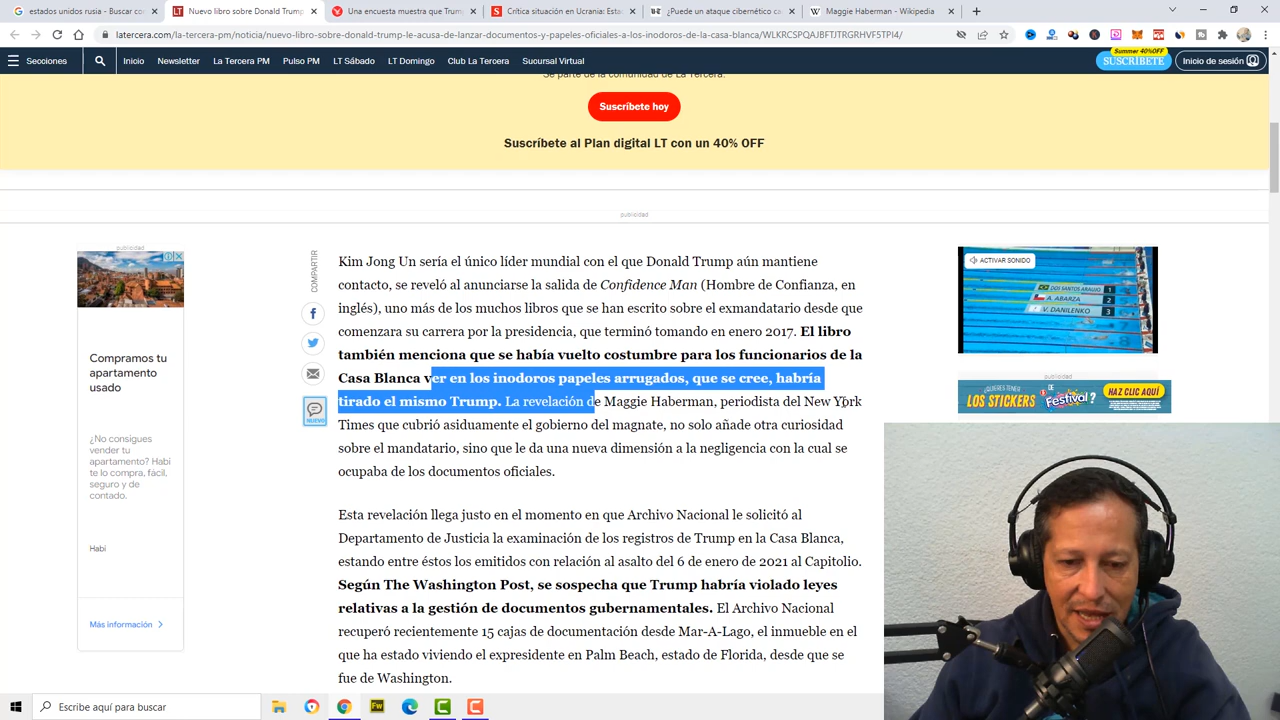 estados unidos rusia - Buscar co
Nuevo libro sobre Donald Trump
Una encuesta muestra que Trum
Crítica situación en Ucrania: Esta
¿Puede un ataque cibernético ca
Maggie Haberman - Wikipedia
latercera.com/la-tercera-pm/noticia/nuevo-libro-sobre-donald-trump-le-acusa-de-lanzar-documentos-y-papeles-oficiales-a-los-inodoros-de-la-casa-blanca/WLKRCSPQAJBFTJTRGRHVF5TPI4/
Secciones
Inicio
Newsletter
La Tercera PM
Pulso PM
LT Sábado
LT Domingo
Club La Tercera
Sucursal Virtual
Summer 40%OFF
SUSCRÍBETE
Inicio de sesión
Se parte de la comunidad de La Tercera.
Suscríbete hoy
Suscríbete al Plan digital LT con un 40% OFF
publicidad
publicidad
Compramos tu
apartamento
usado
¿No consigues
vender tu
apartamento? Habi
te lo compra, fácil,
seguro y de
contado.
Habi
Más información
COMPARTIR
NUEVO
Kim Jong Un sería el único líder mundial con el que Donald Trump aún mantiene
contacto, se reveló al anunciarse la salida de Confidence Man (Hombre de Confianza, en
inglés), uno más de los muchos libros que se han escrito sobre el exmandatario desde que
comenzara su carrera por la presidencia, que terminó tomando en enero 2017. El libro
también menciona que se había vuelto costumbre para los funcionarios de la
Casa Blanca ver en los inodoros papeles arrugados, que se cree, habría
tirado el mismo Trump. La revelación de Maggie Haberman, periodista del New York
Times que cubrió asiduamente el gobierno del magnate, no solo añade otra curiosidad
sobre el mandatario, sino que le da una nueva dimensión a la negligencia con la cual se
ocupaba de los documentos oficiales.
Esta revelación llega justo en el momento en que Archivo Nacional le solicitó al
Departamento de Justicia la examinación de los registros de Trump en la Casa Blanca,
estando entre éstos los emitidos con relación al asalto del 6 de enero de 2021 al Capitolio.
Según The Washington Post, se sospecha que Trump habría violado leyes
relativas a la gestión de documentos gubernamentales. El Archivo Nacional
recuperó recientemente 15 cajas de documentación desde Mar-A-Lago, el inmueble en el
que ha estado viviendo el expresidente en Palm Beach, estado de Florida, desde que se
fue de Washington.
ACTIVAR SONIDO
DOS SANTOS ARAUJO 1
A. ABARZA 2
V. DANILENKO 3
publicidad
¿QUIERES TENER
LOS STICKERS
DE
Festival?
HAZ CLIC AQUÍ
Escribe aquí para buscar
Fw